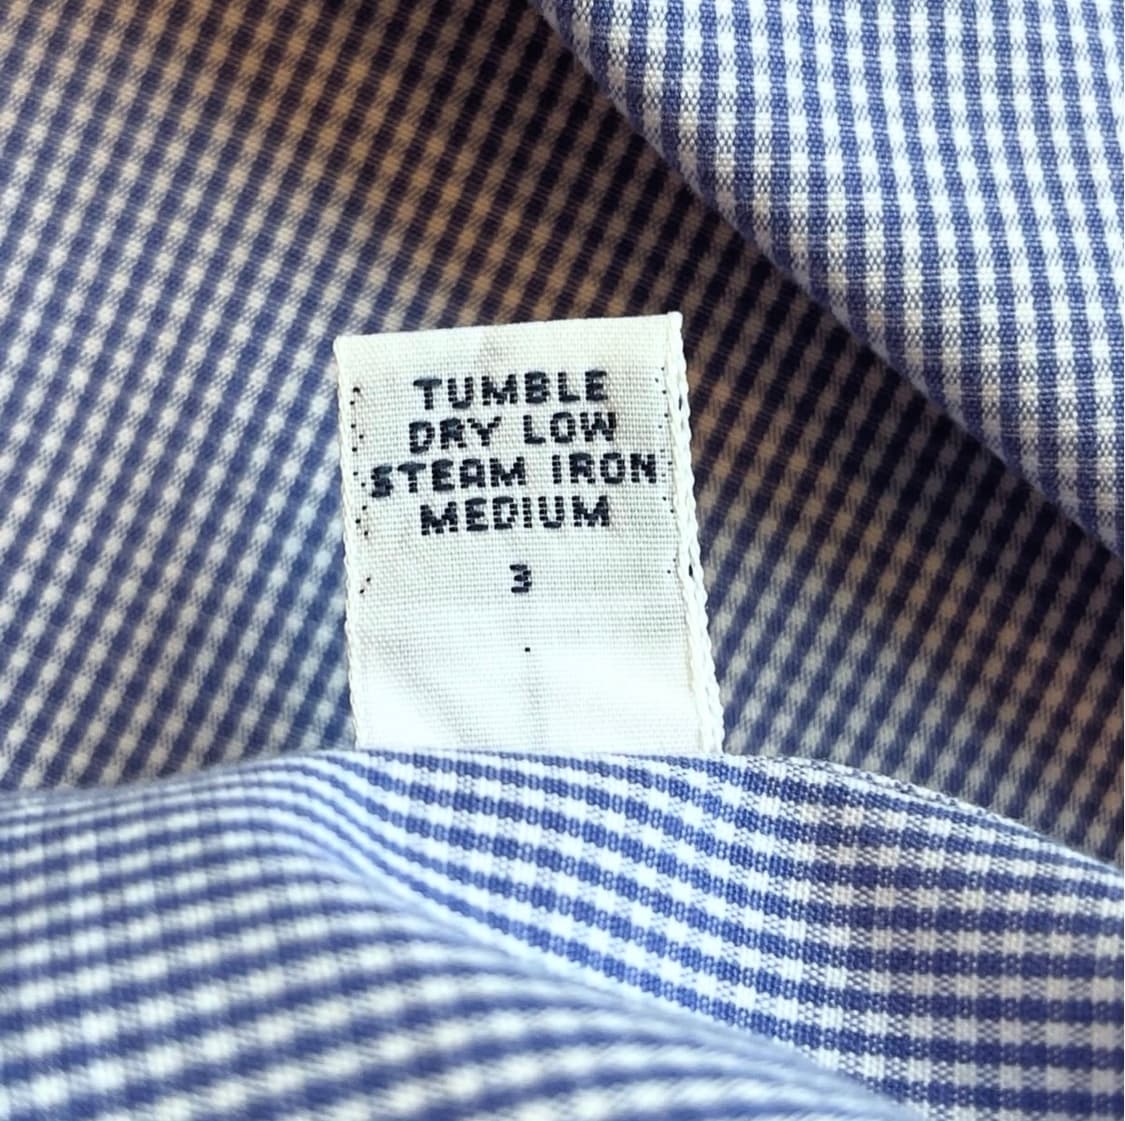 TUMBLE
DRY LOW
STEAM IRON
MEDIUM
3